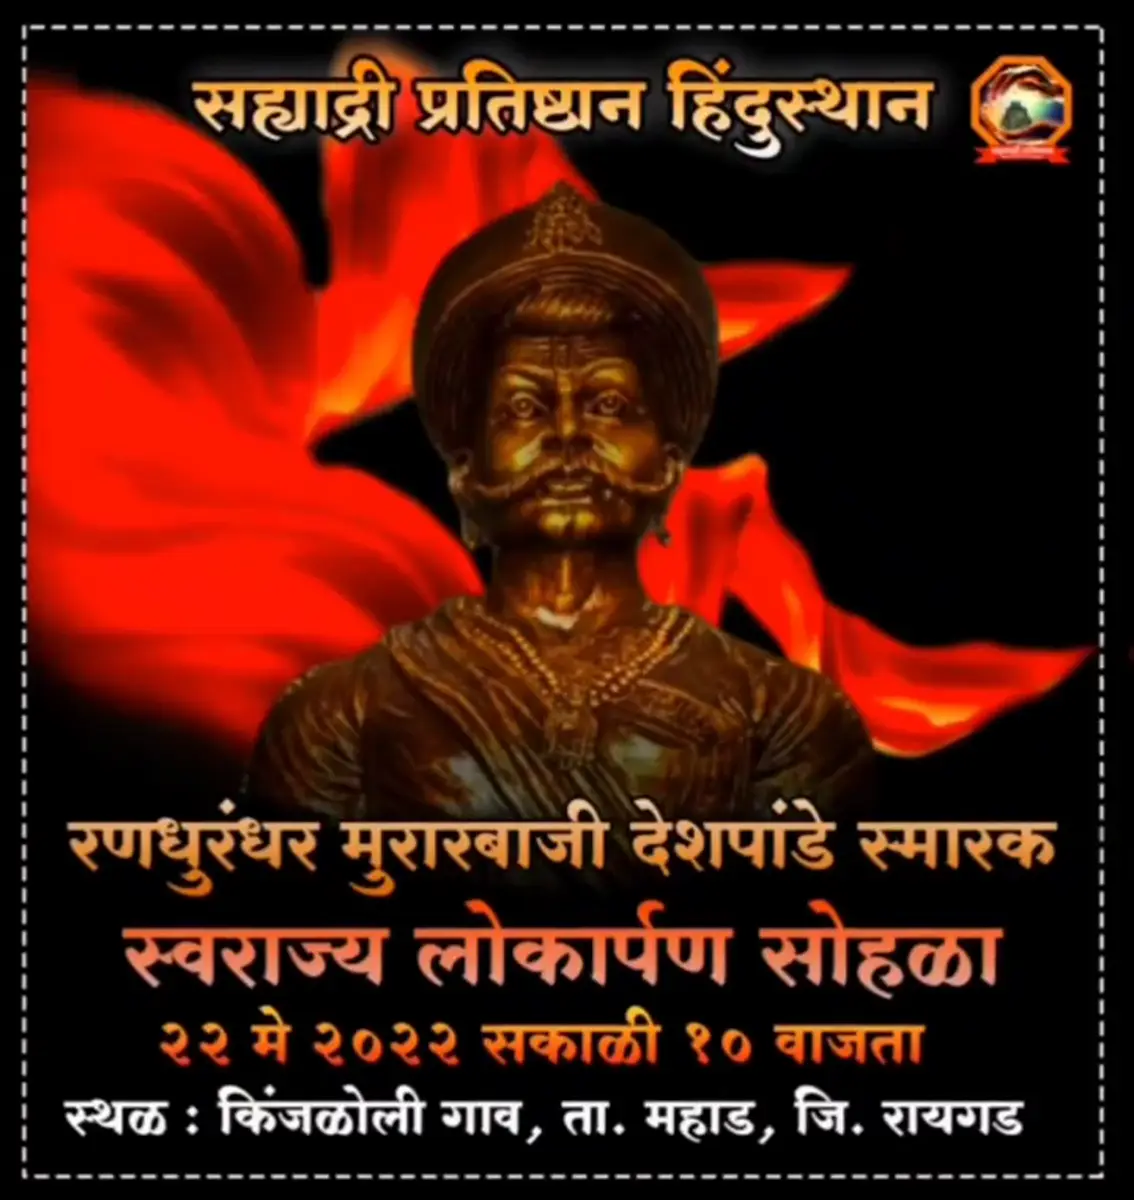 सह्याद्री प्रतिष्ठान हिंदुस्थान
रणधुरंधर मुरारबाजी देशपांडे स्मारक
स्वराज्य लोकार्पण सोहळा
२२ मे २०२२ सकाळी १० वाजता
स्थळ : किंजळोली गाव, ता. महाड, जि. रायगड